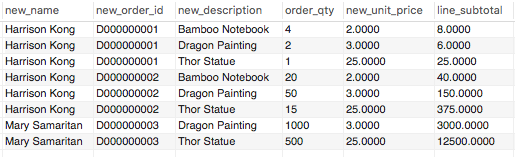 new_name new_order_id new_description order_qty new_unit_price line_subtotal
Harrison Kong D000000001 Bamboo Notebook 4 2.0000 8.0000
Harrison Kong D000000001 Dragon Painting 2 3.0000 6.0000
Harrison Kong D000000001 Thor Statue 1 25.0000 25.0000
Harrison Kong D000000002 Bamboo Notebook 20 2.0000 40.0000
Harrison Kong D000000002 Dragon Painting 50 3.0000 150.0000
Harrison Kong D000000002 Thor Statue 15 25.0000 375.0000
Mary Samaritan D000000003 Dragon Painting 1000 3.0000 3000.0000
Mary Samaritan D000000003 Thor Statue 500 25.0000 12500.0000